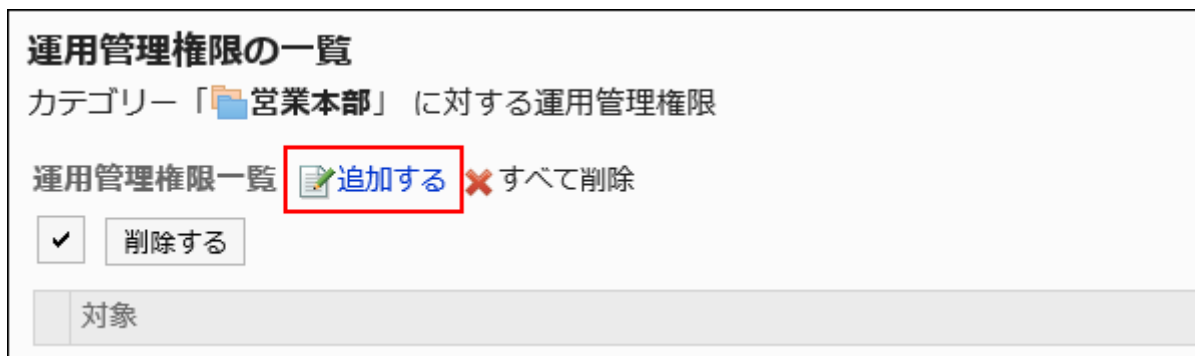 運用管理権限の一覧
カテゴリー「営業本部」 に対する運用管理権限
運用管理権限一覧 追加する すべて削除
削除する
対象